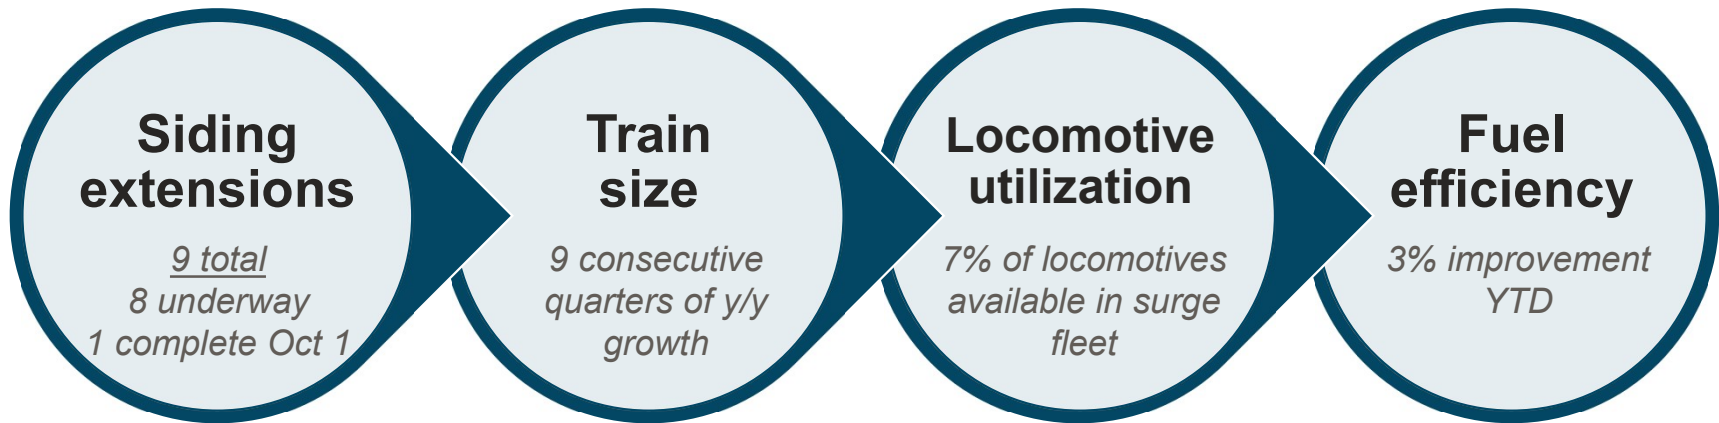 Siding
extensions
9 total
8 underway
1 complete Oct 1
Train
size
9 consecutive
quarters of y/y
growth
Locomotive
utilization
7% of locomotives
available in surge
fleet
Fuel
efficiency
3% improvement
YTD